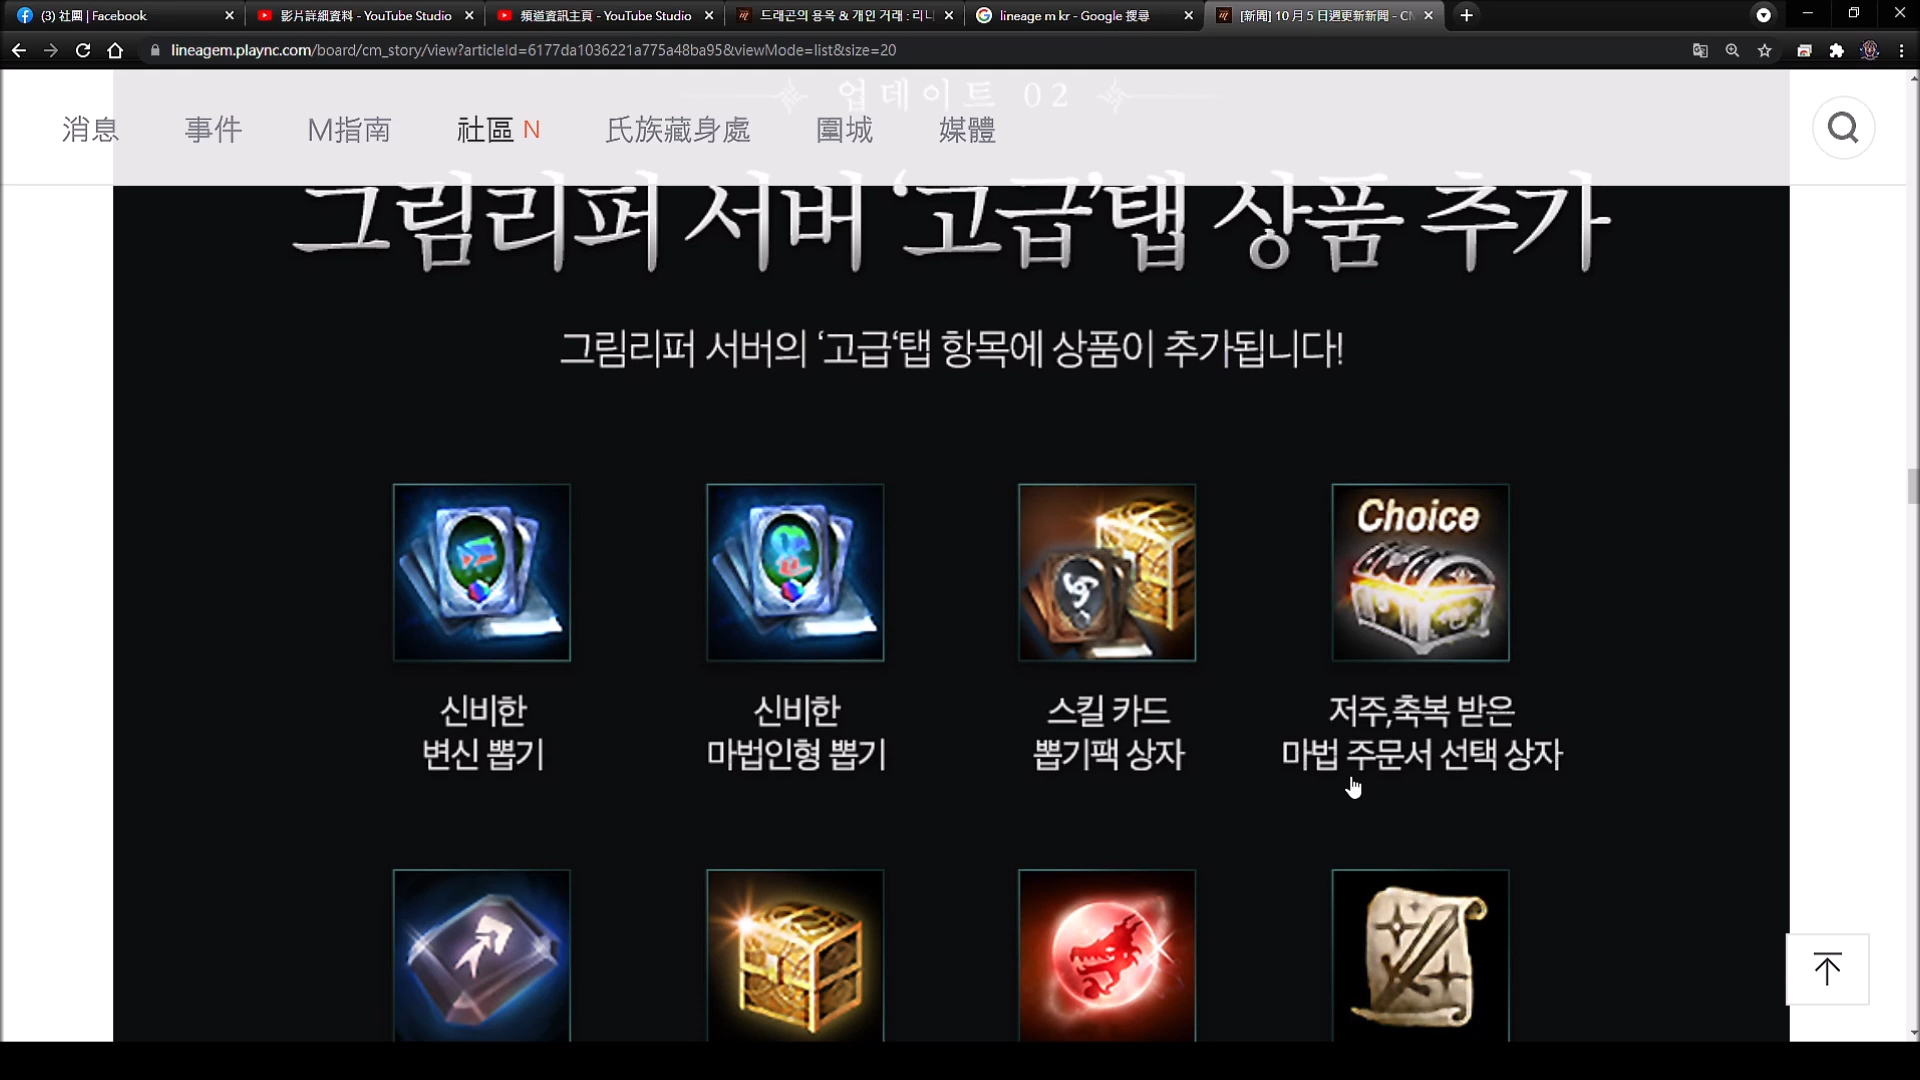 (3) 社團 | Facebook
影片詳細資料 - YouTube Studio
頻道資訊主頁 - YouTube Studio
드래곤의 용옥 & 개인 거래 : 리니
lineage m kr - Google 搜尋
[新聞] 10 月 5 日週更新新聞 - CM
lineagem.plaync.com/board/cm_story/view?articleId=6177da1036221a775a48ba95&viewMode=list&size=20
업데이트 02
消息
事件
M指南
社區 N
氏族藏身處
圍城
媒體
그림리퍼 서버 ‘고급’탭 상품 추가
그림리퍼 서버의 ‘고급‘탭 항목에 상품이 추가됩니다!
Choice
신비한
변신 뽑기
신비한
마법인형 뽑기
스킬 카드
뽑기팩 상자
저주,축복 받은
마법 주문서 선택 상자